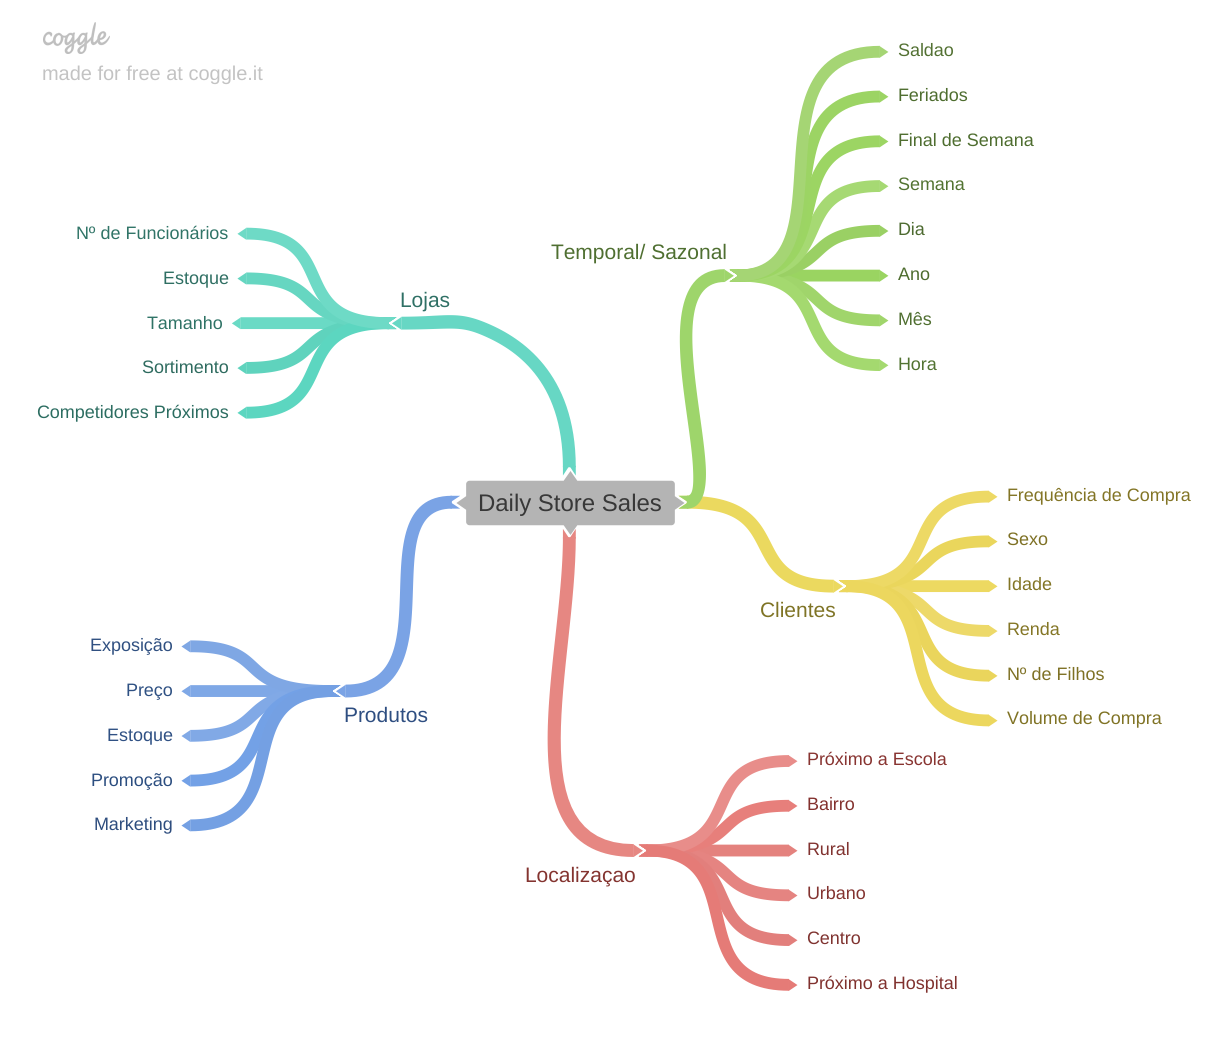 coggle
made for free at coggle.it
Daily Store Sales
Temporal/ Sazonal
Saldao
Feriados
Final de Semana
Semana
Dia
Ano
Mês
Hora
Clientes
Frequência de Compra
Sexo
Idade
Renda
Nº de Filhos
Volume de Compra
Localizaçao
Próximo a Escola
Bairro
Rural
Urbano
Centro
Próximo a Hospital
Produtos
Exposição
Preço
Estoque
Promoção
Marketing
Lojas
Nº de Funcionários
Estoque
Tamanho
Sortimento
Competidores Próximos